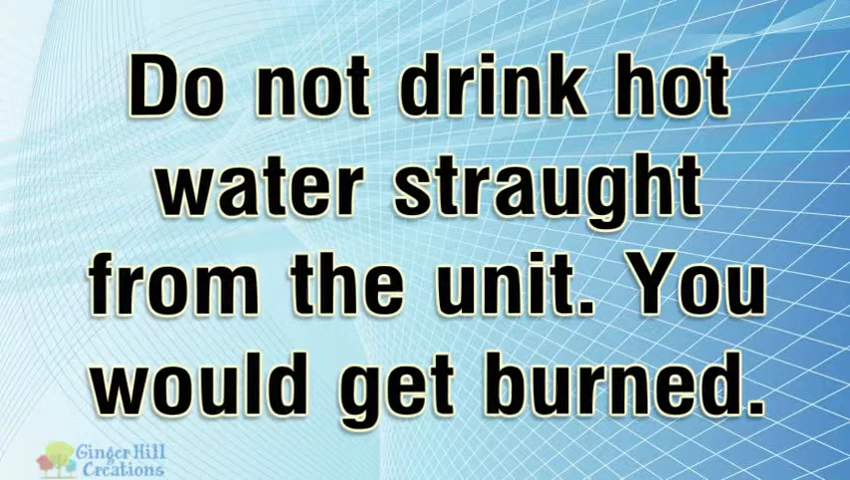 Do not drink hot
water straught
from the unit. You
would get burned.
Ginger Hill
Creations